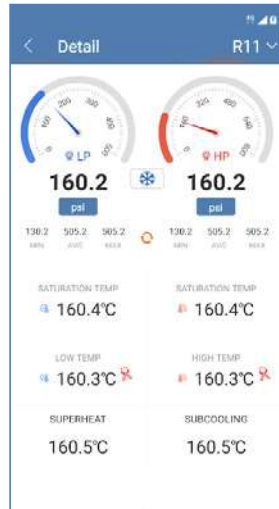 Detail R11
LP HP
160.2 160.2
psi psi
130.2 505.2 505.2 130.2 505.2 505.2
MIN AVG MAX MIN AVG MAX
SATURATION TEMP SATURATION TEMP
160.4℃ 160.4℃
LOW TEMP HIGH TEMP
160.3℃ 160.3℃
SUPERHEAT SUBCOOLING
160.5℃ 160.5℃